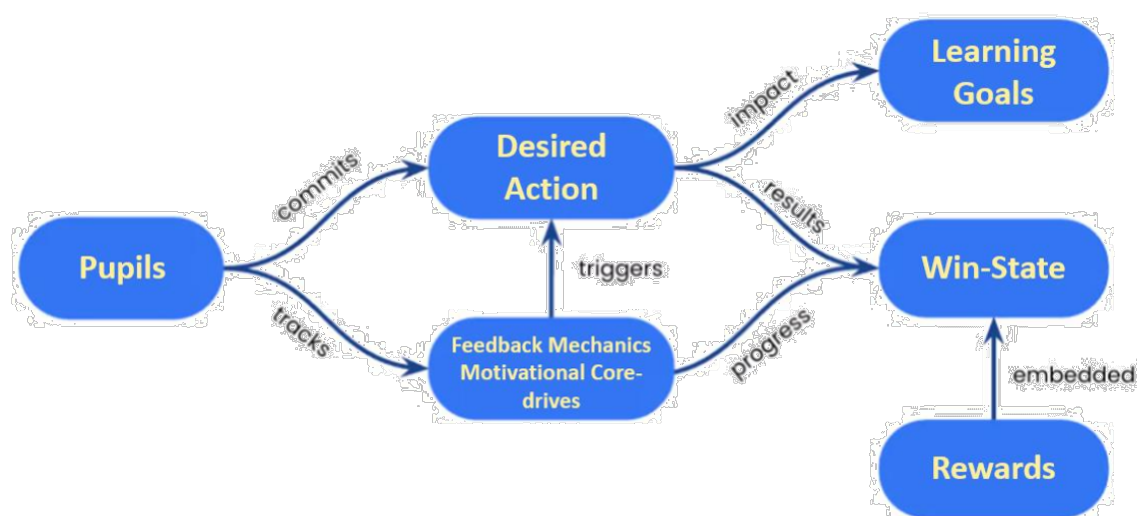 Learning
Goals
impact
Desired
Action
commits
results
Pupils
triggers
Win-State
tracks
Feedback Mechanics
Motivational Core-
drives
progress
embedded
Rewards